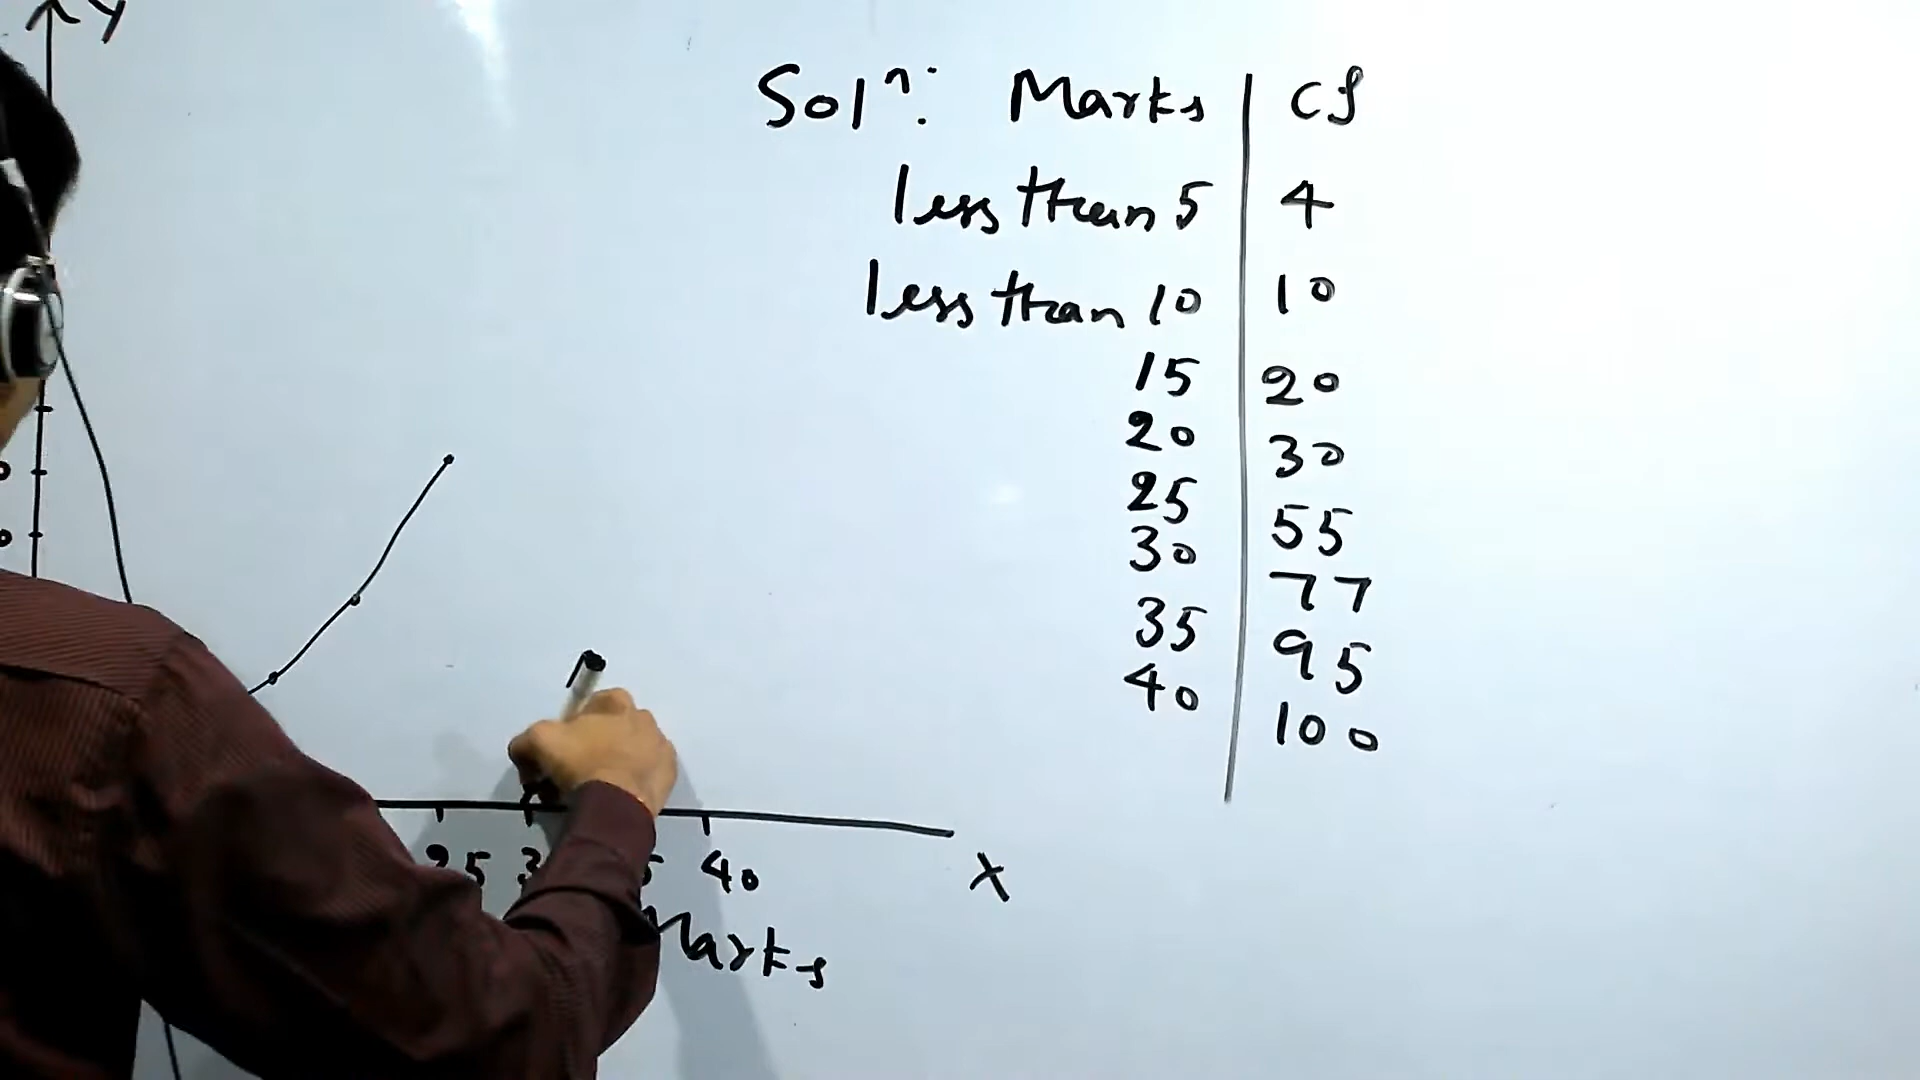 Y
Solⁿ: Marks | cf
less than 5 | 4
less than 10 | 10
15 | 20
20 | 30
25 | 55
30 | 77
35 | 95
40 | 100
25 3 5 40
X
Marks